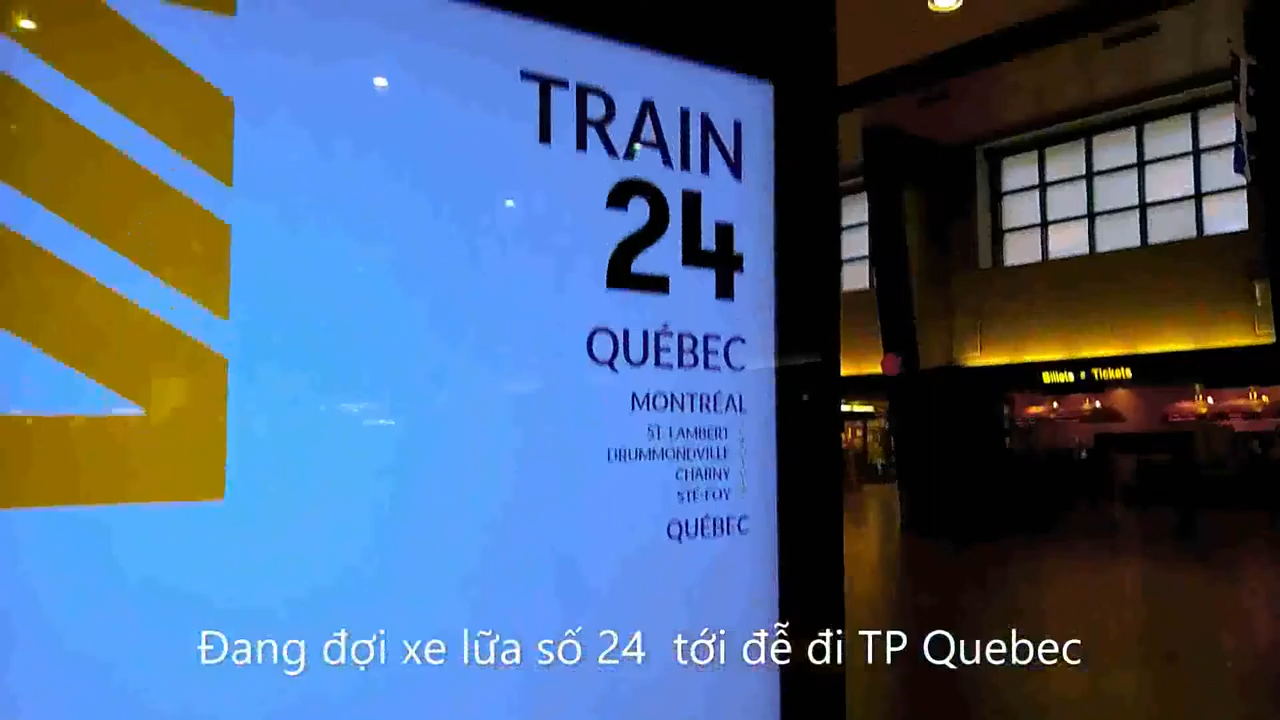 TRAIN
24
QUÉBEC
MONTRÉAL
ST-LAMBERT
DRUMMONDVILLE
CHARNY
STE-FOY
QUÉBEC
Billets Tickets
Đang đợi xe lữa số 24 tới đễ đi TP Quebec